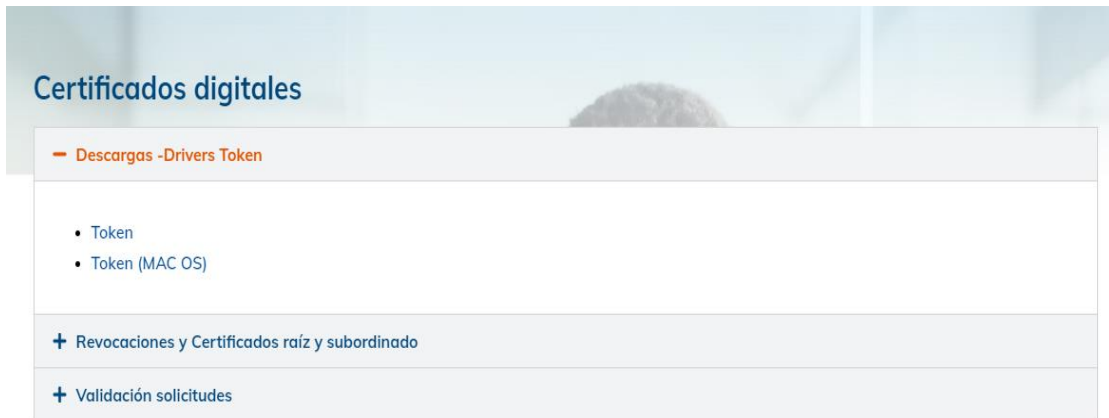 Certificados digitales
Descargas -Drivers Token
Token
Token (MAC OS)
Revocaciones y Certificados raíz y subordinado
Validación solicitudes